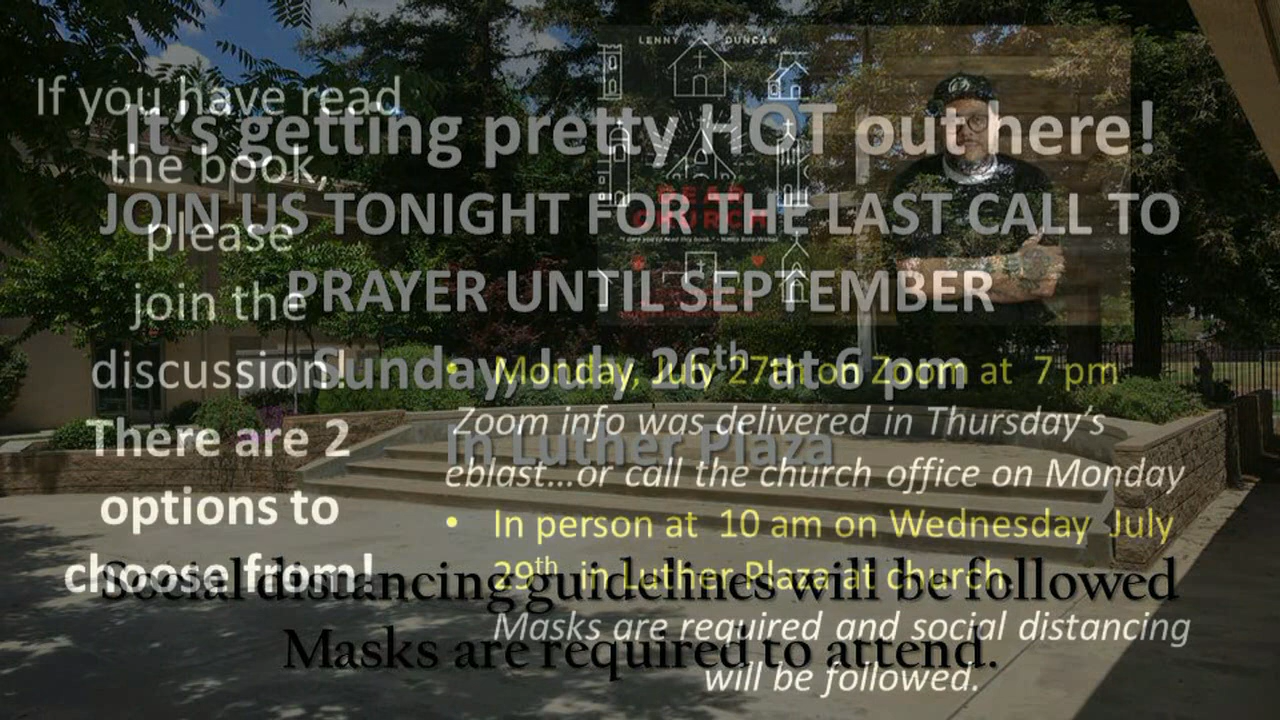 It's getting pretty HOT out here!
JOIN US TONIGHT FOR THE LAST CALL TO
PRAYER UNTIL SEPTEMBER
Sunday, July 26th at 6 pm
In Luther Plaza
Social distancing guidelines will be followed
Masks are required to attend.
If you have read
the book,
please
join the
discussion!
There are 2
options to
choose from!
LENNY DUNCAN
DEAR
CHURCH
• Monday, July 27th on Zoom at 7 pm
Zoom info was delivered in Thursday's
eblast...or call the church office on Monday
• In person at 10 am on Wednesday July
29th in Luther Plaza at church.
Masks are required and social distancing
will be followed.